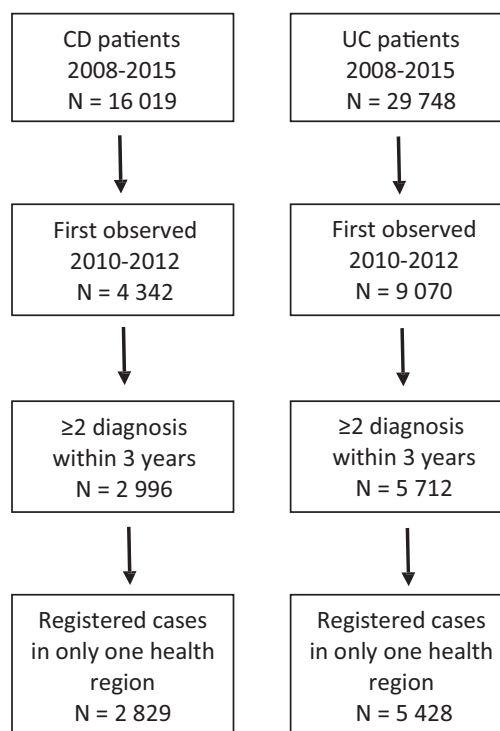 CD patients
2008-2015
N = 16 019
First observed
2010-2012
N = 4 342
≥2 diagnosis
within 3 years
N = 2 996
Registered cases
in only one health
region
N = 2 829
UC patients
2008-2015
N = 29 748
First observed
2010-2012
N = 9 070
≥2 diagnosis
within 3 years
N = 5 712
Registered cases
in only one health
region
N = 5 428